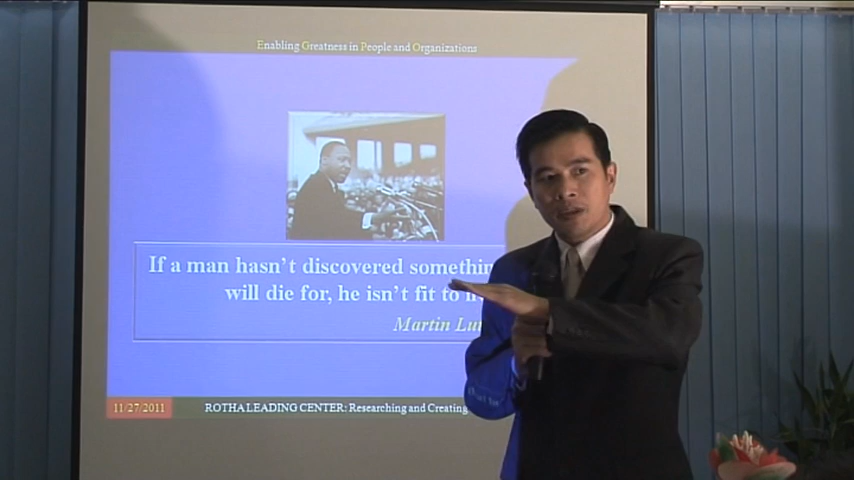 Enabling Greatness in People and Organizations
If a man hasn't discovered somethin
will die for, he isn't fit to
Martin Lu
11/27/2011 ROTHA LEADING CENTER: Researching and Creating